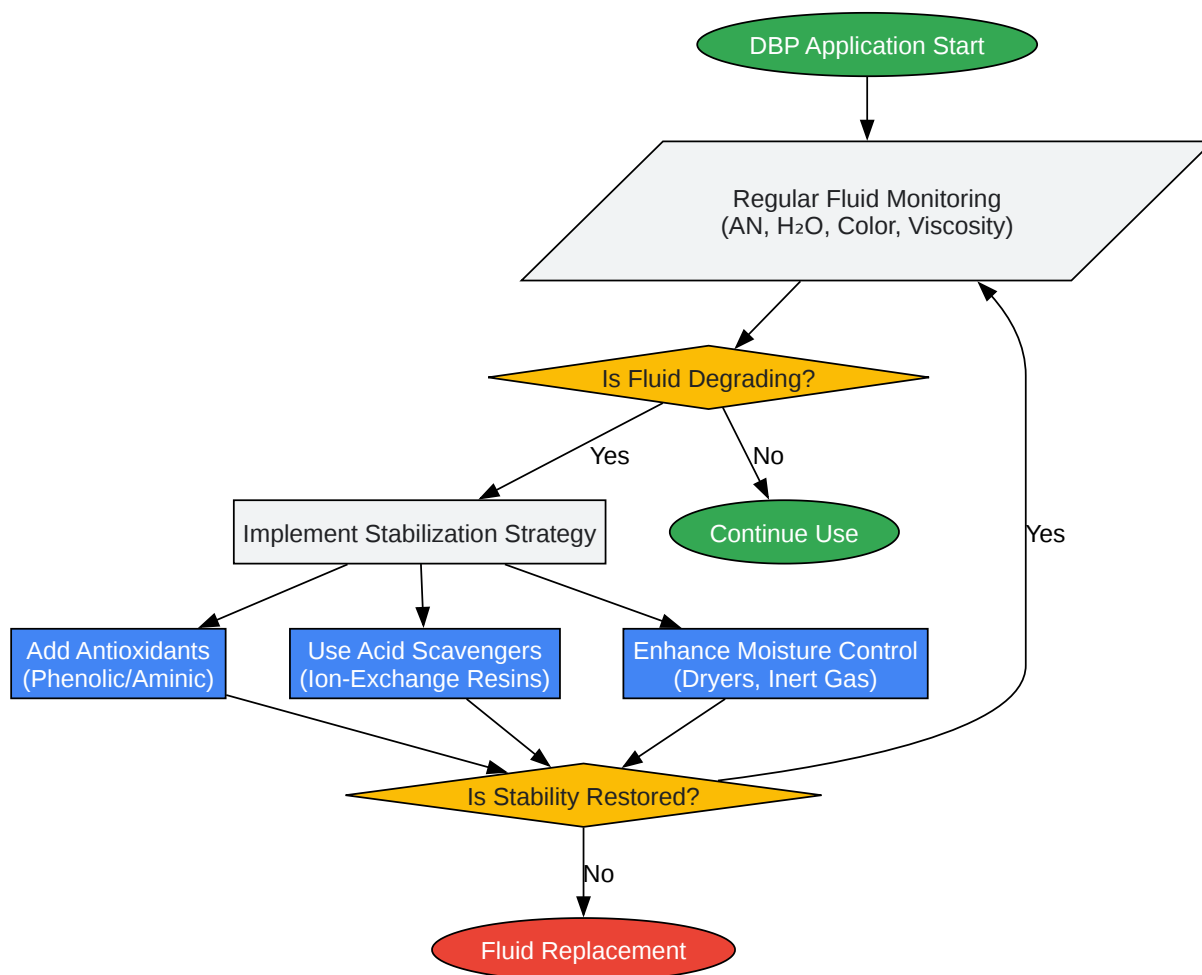 DBP Application Start
Regular Fluid Monitoring
(AN, H₂O, Color, Viscosity)
Is Fluid Degrading?
Yes
No
Implement Stabilization Strategy
Continue Use
Yes
Add Antioxidants
(Phenolic/Aminic)
Use Acid Scavengers
(Ion-Exchange Resins)
Enhance Moisture Control
(Dryers, Inert Gas)
Is Stability Restored?
No
Fluid Replacement